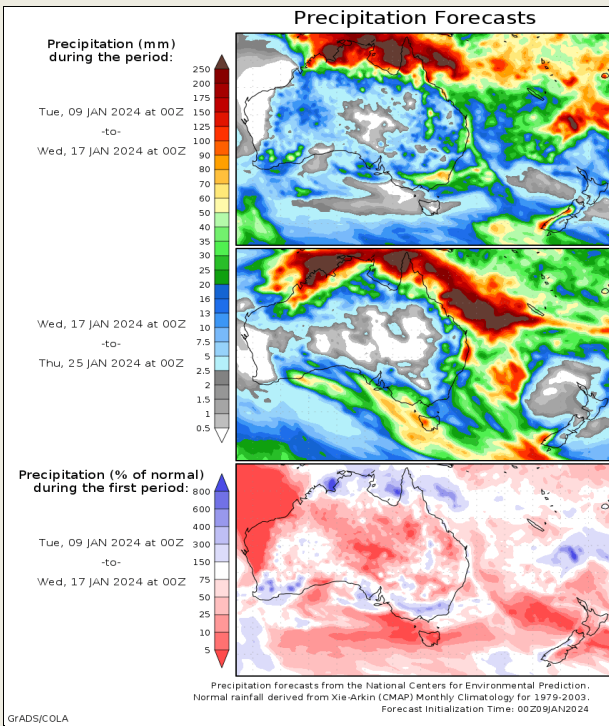 Precipitation Forecasts
Precipitation (mm)
during the period:
Tue, 09 JAN 2024 at 00Z
-to-
Wed, 17 JAN 2024 at 00Z
250
200
175
150
125
100
90
80
70
60
50
40
35
30
25
20
16
13
10
7.5
5
2.5
2
1.5
1
0.5
Wed, 17 JAN 2024 at 00Z
-to-
Thu, 25 JAN 2024 at 00Z
Precipitation (% of normal)
during the first period:
Tue, 09 JAN 2024 at 00Z
-to-
Wed, 17 JAN 2024 at 00Z
800
600
400
300
150
75
50
25
10
5
Precipitation forecasts from the National Centers for Environmental Prediction.
Normal rainfall derived from Xie-Arkin (CMAP) Monthly Climatology for 1979-2003.
Forecast Initialization Time: 00Z09JAN2024
GrADS/COLA